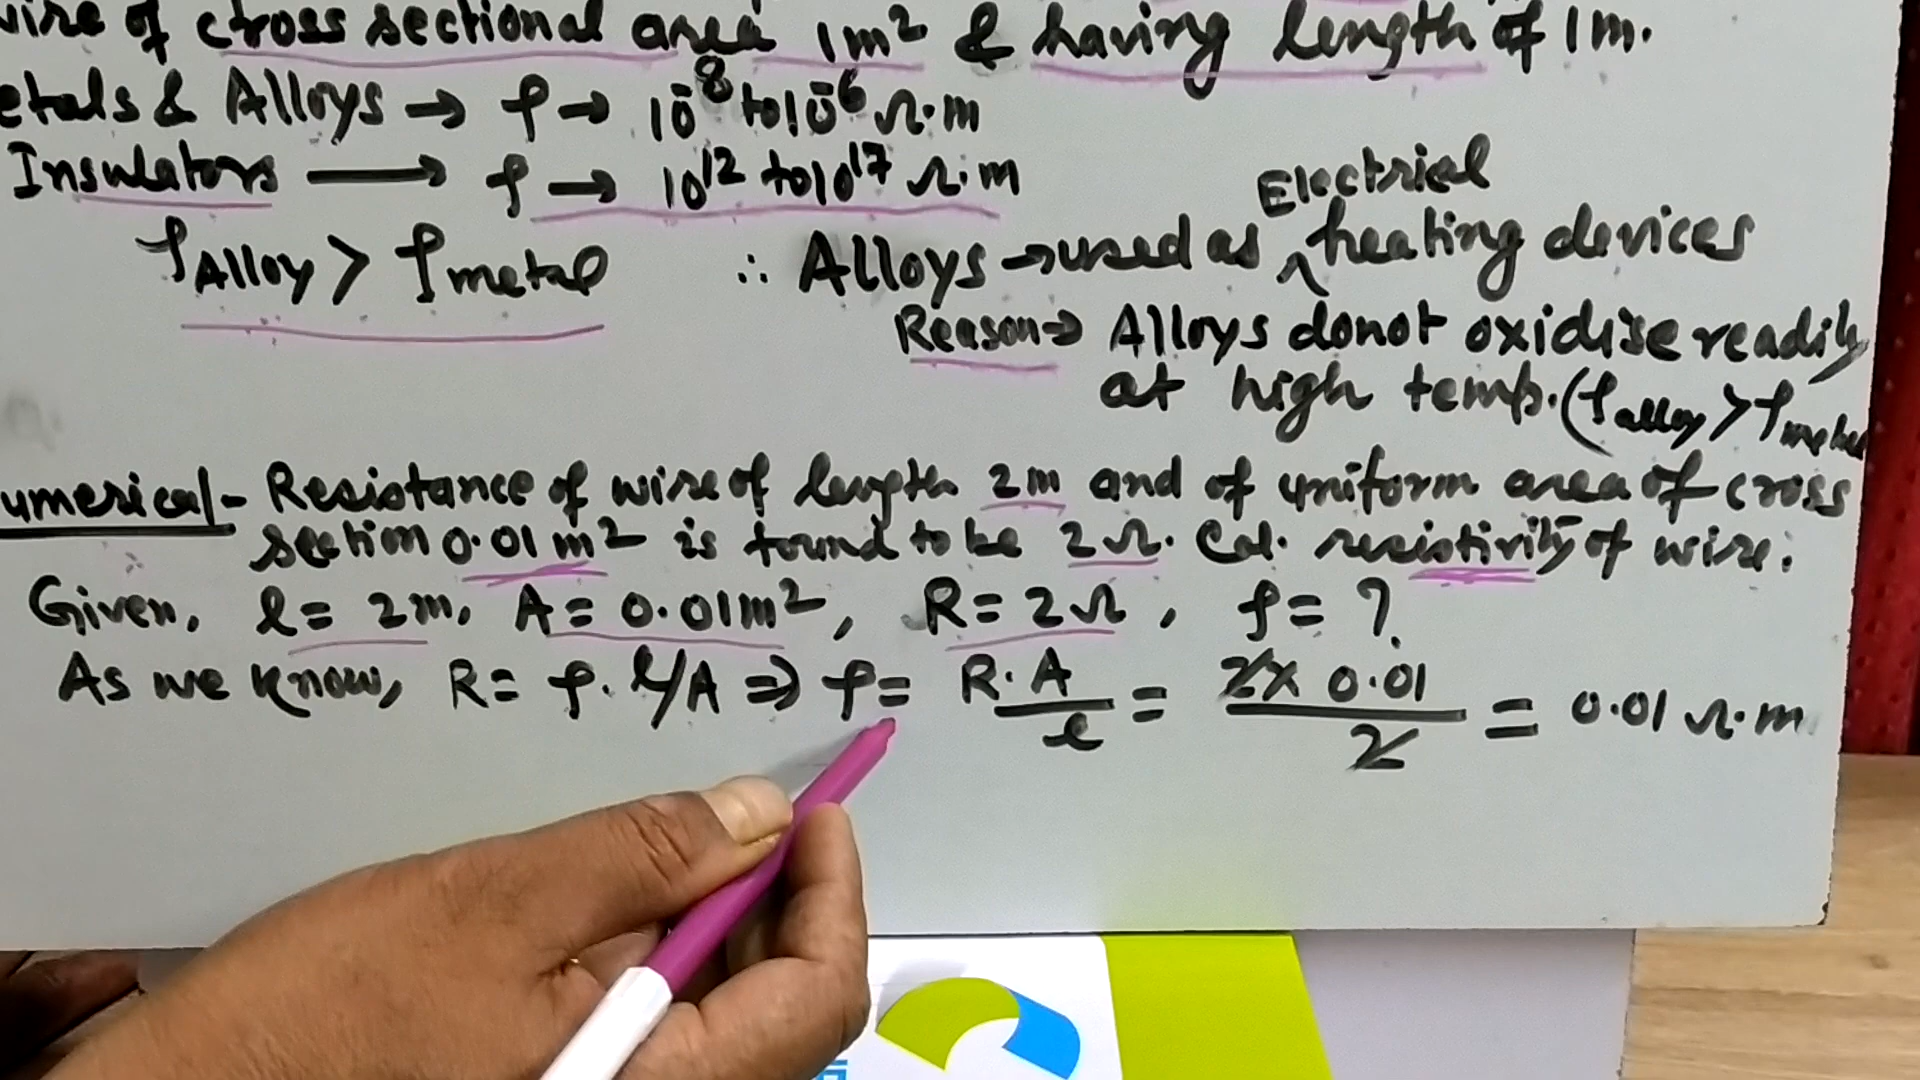 wire of cross sectional area 1m² & having length of 1m.
etals & Alloys → ρ → 10⁻⁸ to 10⁻⁶ Ω.m
Insulators → ρ → 10¹² to 10¹⁷ Ω.m
ρAlloy > ρmetal ∴ Alloys → used as Electrical heating devices
Reason → Alloys donot oxidise readily
at high temp. (ρalloy > ρ
umerical - Resistance of wire of length 2m and of uniform area of cross
section 0.01 m² is found to be 2Ω. Cal. resistivity of wire.
Given, l = 2m, A = 0.01m², R = 2Ω, ρ = ?
As we know, R = ρ. l/A ⇒ ρ = R.A/l = 2x 0.01/2 = 0.01 Ω.m